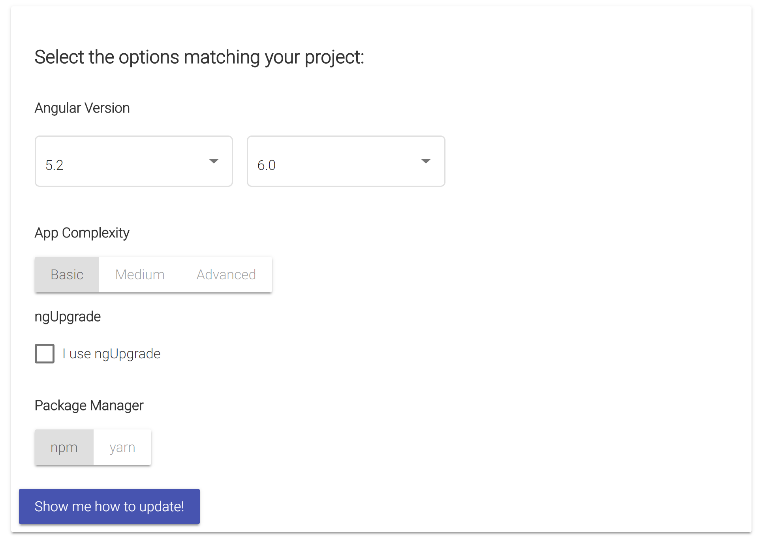 Select the options matching your project:
Angular Version
5.2 6.0
App Complexity
Basic Medium Advanced
ngUpgrade
I use ngUpgrade
Package Manager
npm yarn
Show me how to update!